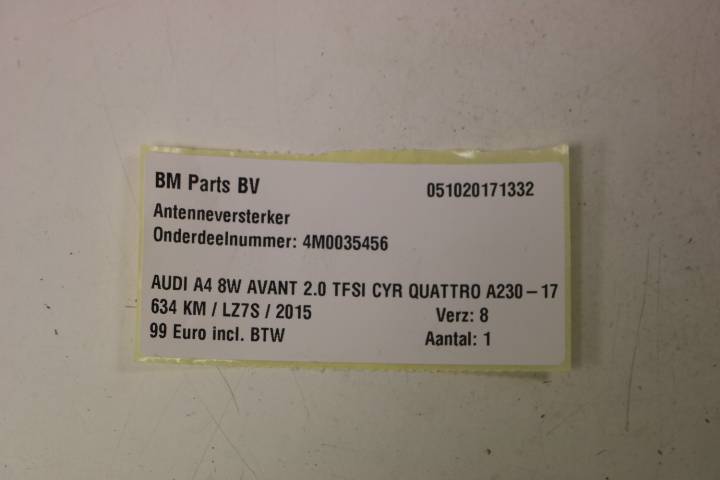 BM Parts BV 051020171332
Antenneversterker
Onderdeelnummer: 4M0035456
AUDI A4 8W AVANT 2.0 TFSI CYR QUATTRO A230-17
634 KM / LZ7S / 2015 Verz: 8
99 Euro incl. BTW Aantal: 1